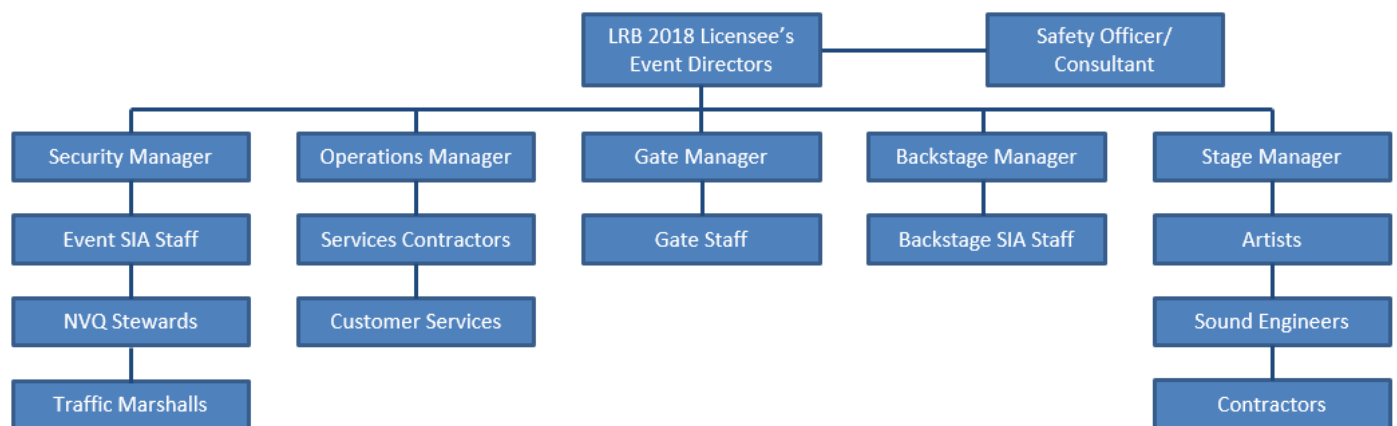 LRB 2018 Licensee’s
Event Directors
Safety Officer/
Consultant
Security Manager
Operations Manager
Gate Manager
Backstage Manager
Stage Manager
Event SIA Staff
Services Contractors
Gate Staff
Backstage SIA Staff
Artists
NVQ Stewards
Customer Services
Sound Engineers
Traffic Marshalls
Contractors